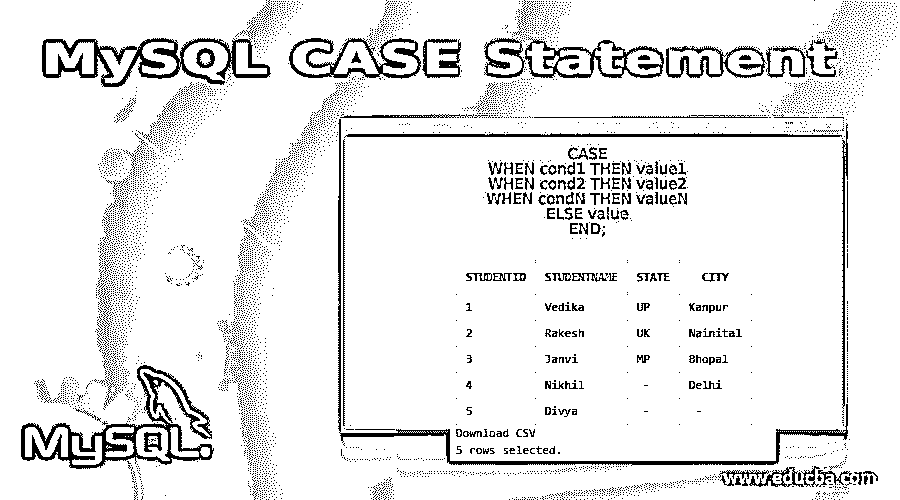 MySQL CASE Statement
CASE
WHEN cond1 THEN value1
WHEN cond2 THEN value2
WHEN condN THEN valueN
ELSE value
END;
STUDENTID STUDENTNAME STATE CITY
1 Vedika UP Kanpur
2 Rakesh UK Nainital
3 Janvi MP Bhopal
4 Nikhil - Delhi
5 Divya - -
Download CSV
5 rows selected.
MySQL.
www.educba.com